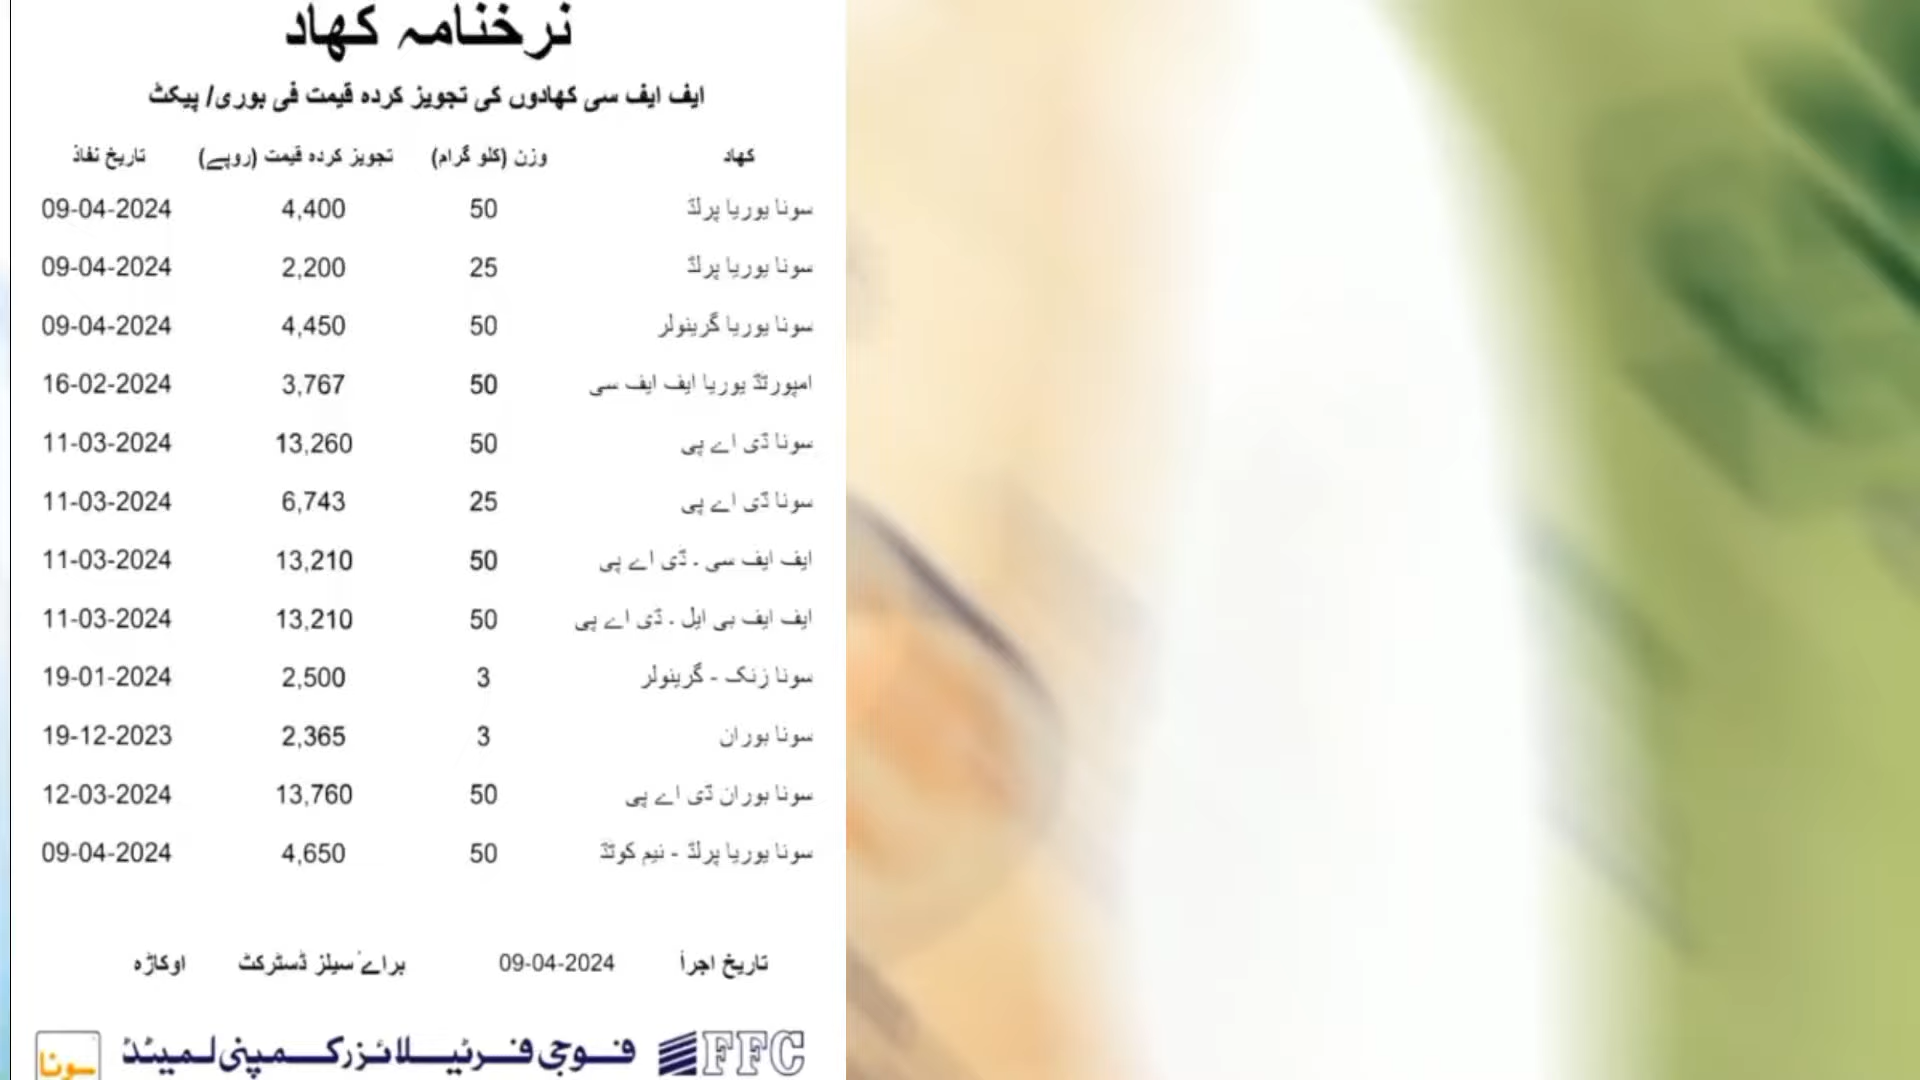 نرخنامہ کھاد
ایف ایف سی کھادوں کی تجویز کردہ قیمت فی بوری/ پیکٹ
کھاد وزن (کلو گرام) تجویز کردہ قیمت (روپے) تاریخ نفاذ
سونا یوریا پرلڈ 50 4,400 09-04-2024
سونا یوریا پرلڈ 25 2,200 09-04-2024
سونا یوریا گرینولر 50 4,450 09-04-2024
امپورٹڈ یوریا ایف ایف سی 50 3,767 16-02-2024
سونا ڈی اے پی 50 13,260 11-03-2024
سونا ڈی اے پی 25 6,743 11-03-2024
ایف ایف سی . ڈی اے پی 50 13,210 11-03-2024
ایف ایف بی ایل . ڈی اے پی 50 13,210 11-03-2024
سونا زنک - گرینولر 3 2,500 19-01-2024
سونا بوران 3 2,365 19-12-2023
سونا بوران ڈی اے پی 50 13,760 12-03-2024
سونا یوریا پرلڈ - نیم کوٹڈ 50 4,650 09-04-2024
تاریخ اجرأ 09-04-2024 براۓ سیلز ڈسٹرکٹ اوکاڑہ
FFC فوجی فرٹیلائزر کمپنی لمیٹڈ سونا